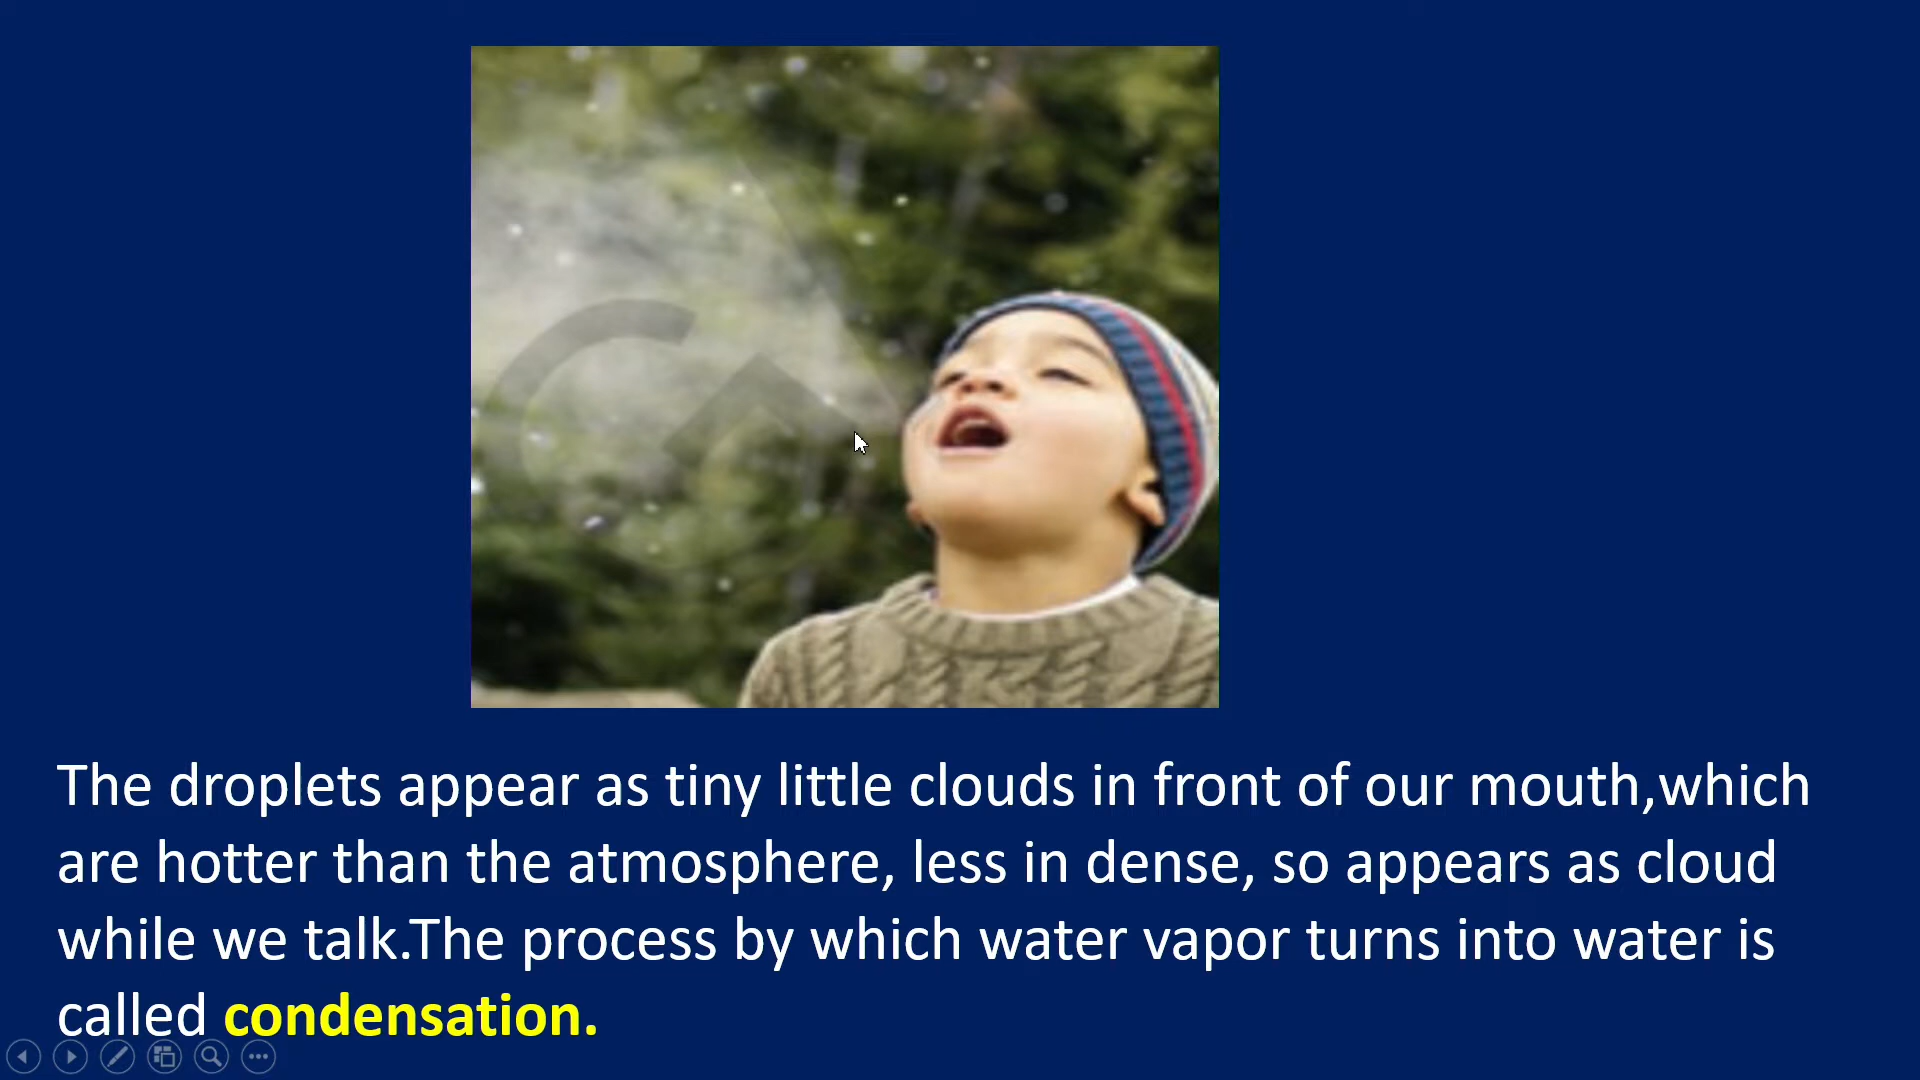 The droplets appear as tiny little clouds in front of our mouth,which
are hotter than the atmosphere, less in dense, so appears as cloud
while we talk.The process by which water vapor turns into water is
called condensation.